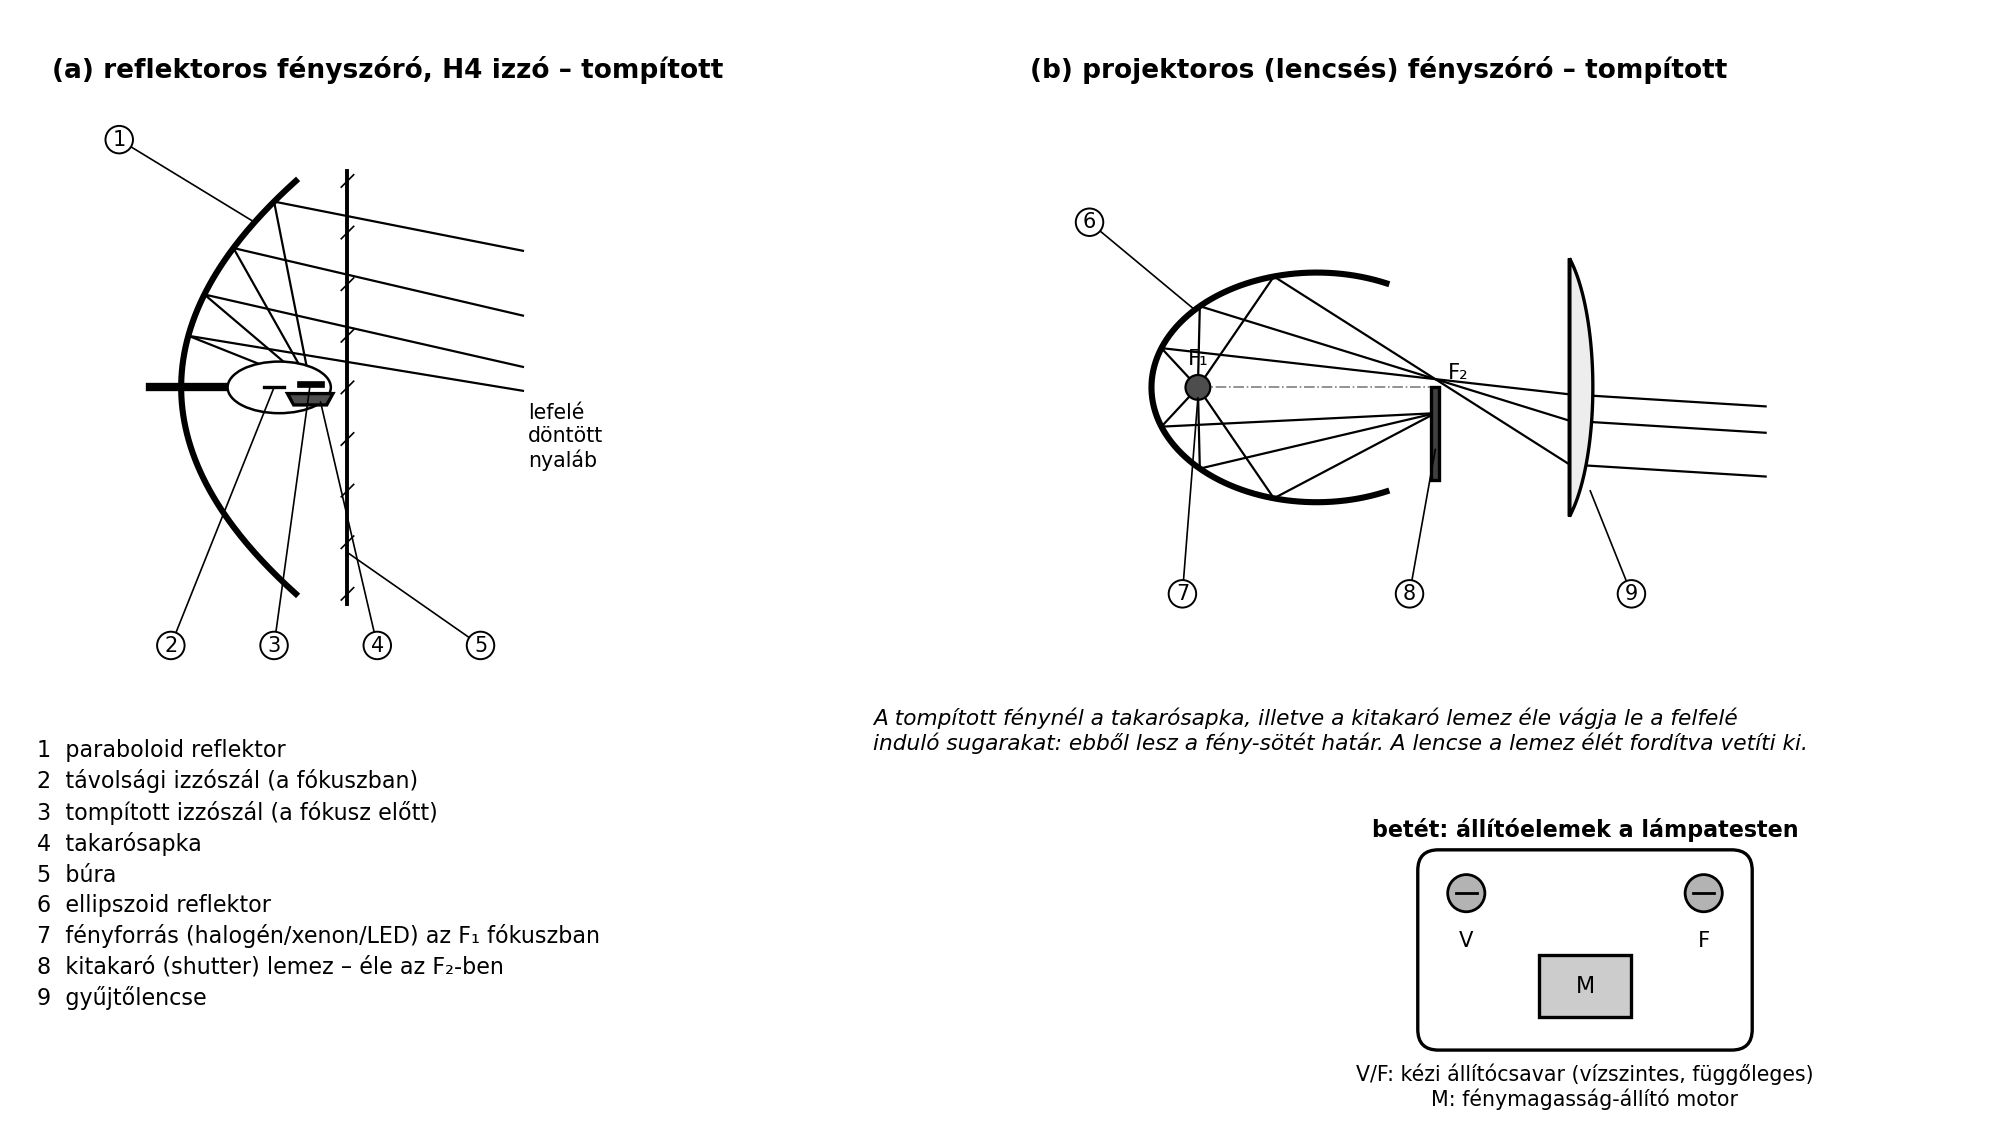 (a) reflektoros fényszóró, H4 izzó – tompított
(b) projektoros (lencsés) fényszóró – tompított
1
6
F₁
F₂
lefelé
döntött
nyaláb
7
8
9
2
3
4
5
A tompított fénynél a takarósapka, illetve a kitakaró lemez éle vágja le a felfelé
induló sugarakat: ebből lesz a fény-sötét határ. A lencse a lemez élét fordítva vetíti ki.
1 paraboloid reflektor
2 távolsági izzószál (a fókuszban)
3 tompított izzószál (a fókusz előtt)
4 takarósapka
5 búra
6 ellipszoid reflektor
7 fényforrás (halogén/xenon/LED) az F₁ fókuszban
8 kitakaró (shutter) lemez – éle az F₂-ben
9 gyűjtőlencse
betét: állítóelemek a lámpatesten
V
F
M
V/F: kézi állítócsavar (vízszintes, függőleges)
M: fénymagasság-állító motor